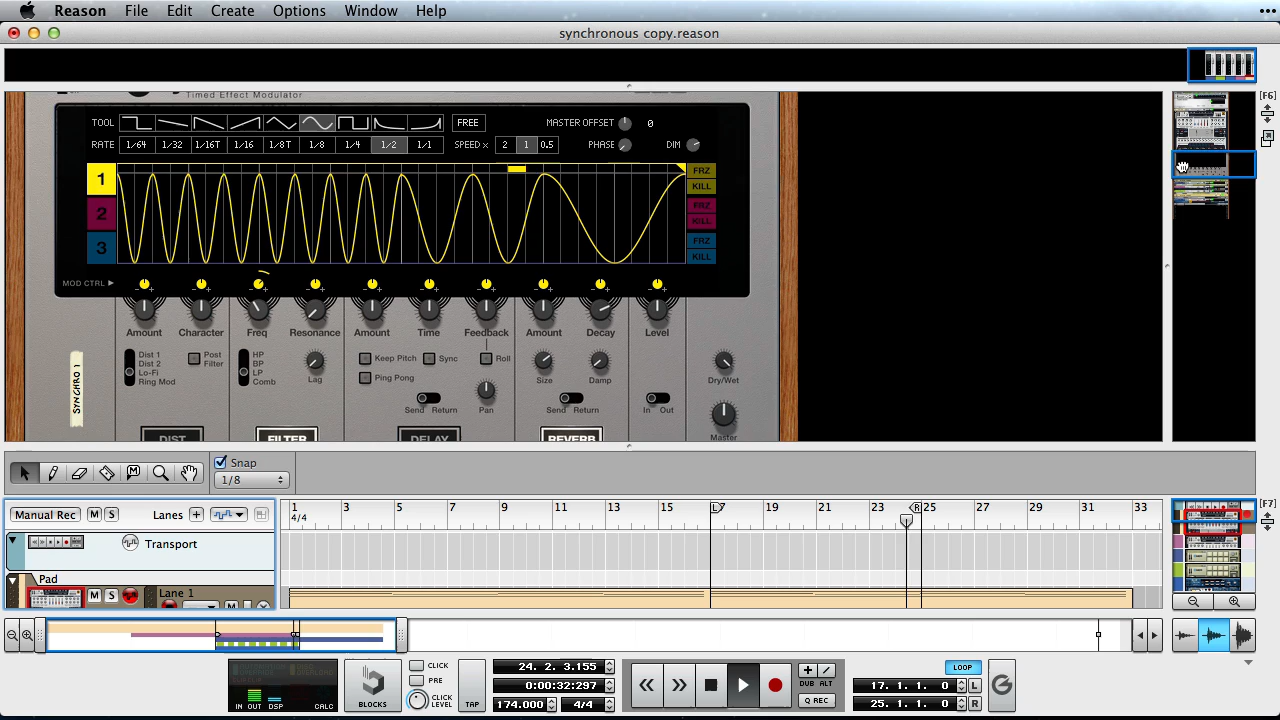 Reason File Edit Create Options Window Help
synchronous copy.reason
Timed Effect Modulator
TOOL FREE MASTER OFFSET 0
RATE 1/64 1/32 1/16T 1/16 1/8T 1/8 1/4 1/2 1/1 SPEED x 2 1 0.5 PHASE DIM
1 FRZ
KILL
2 FRZ
KILL
3 FRZ
KILL
MOD CTRL
Amount Character Freq Resonance Amount Time Feedback Amount Decay Level
Dist 1
Dist 2
Lo-Fi
Ring Mod
Post Filter
HP
BP
LP
Comb
Lag
Keep Pitch Sync Roll
Ping Pong
Size Damp
Dry/Wet
Pan
Send Return
Send Return
In Out
SYNCHRO 1
DIST FILTER DELAY REVERB Master
[F6]
Snap
1/8
Manual Rec M S Lanes +
1 3 5 7 9 11 13 15 L 17 19 21 23 R 25 27 29 31 33
4/4
[F7]
Transport
Pad
M S Lane 1
M
IN OUT DSP CALC
BLOCKS
CLICK
PRE
CLICK LEVEL
TAP
24. 2. 3.155
0:00:32:297
174.000 4/4
DUB ALT
Q REC
LOOP
17. 1. 1. 0 L
25. 1. 1. 0 R